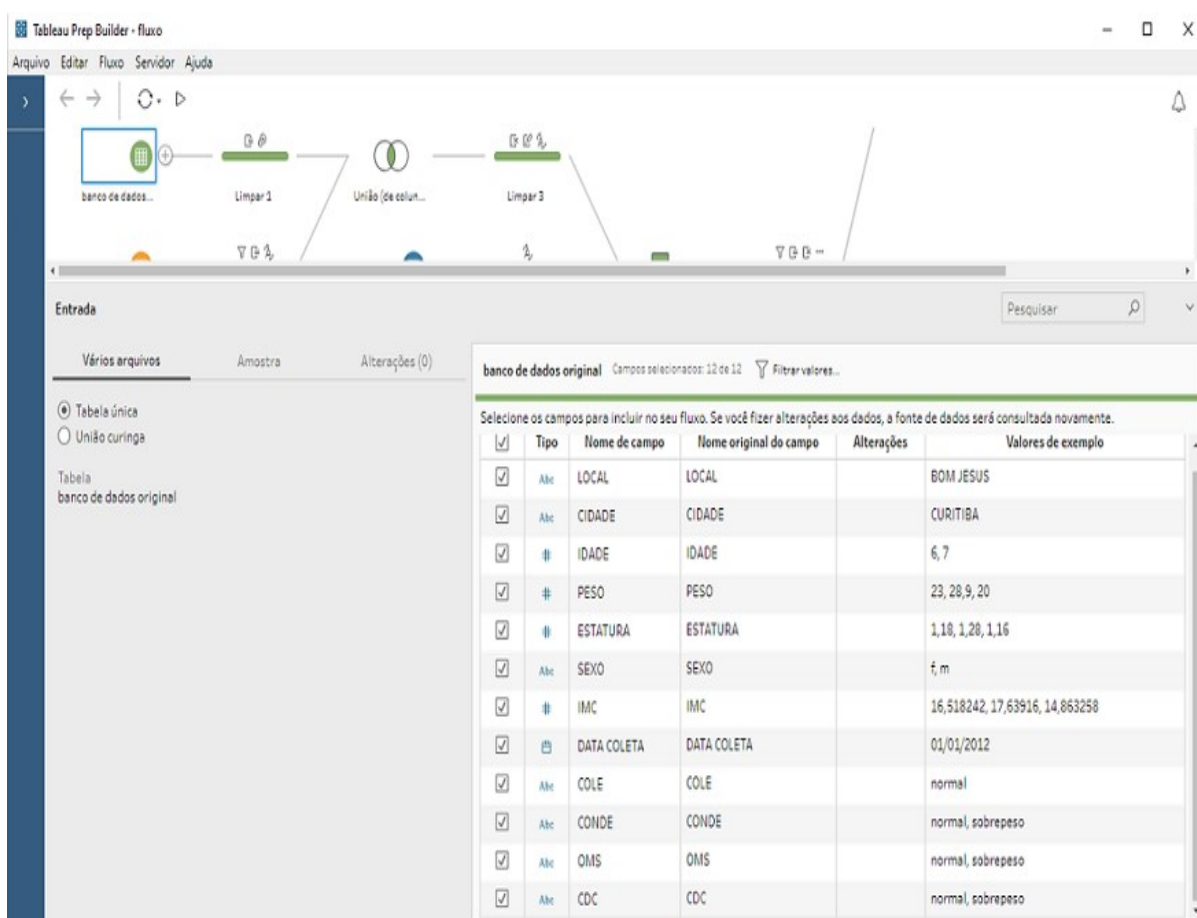 Tableau Prep Builder - fluxo
Arquivo Editar Fluxo Servidor Ajuda
banco de dados... Limpar 1 União (de colun... Limpar 3
Entrada
Pesquisar
Vários arquivos Amostra Alterações (0)
banco de dados original Campos selecionados: 12 de 12 Filtrar valores...
Tabela única
União curinga
Tabela
banco de dados original
Selecione os campos para incluir no seu fluxo. Se você fizer alterações aos dados, a fonte de dados será consultada novamente.
Tipo Nome de campo Nome original do campo Alterações Valores de exemplo
Abc LOCAL LOCAL BOM JESUS
Abc CIDADE CIDADE CURITIBA
# IDADE IDADE 6, 7
# PESO PESO 23, 28,9, 20
# ESTATURA ESTATURA 1,18, 1,28, 1,16
Abc SEXO SEXO f, m
# IMC IMC 16,518242, 17,63916, 14,863258
DATA COLETA DATA COLETA 01/01/2012
Abc COLE COLE normal
Abc CONDE CONDE normal, sobrepeso
Abc OMS OMS normal, sobrepeso
Abc CDC CDC normal, sobrepeso